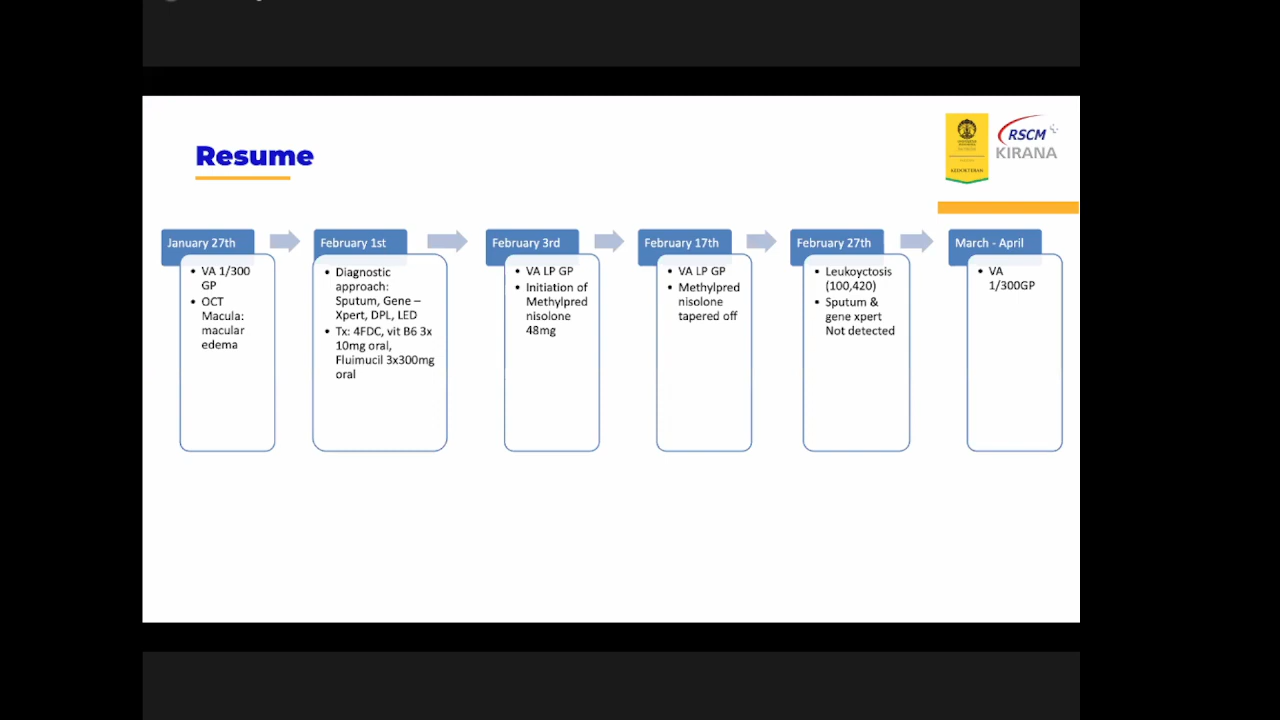 Resume
RSCM
KIRANA
KEDOKTERAN
January 27th
• VA 1/300
GP
• OCT
Macula:
macular
edema
February 1st
• Diagnostic
approach:
Sputum, Gene –
Xpert, DPL, LED
• Tx: 4FDC, vit B6 3x
10mg oral,
Fluimucil 3x300mg
oral
February 3rd
• VA LP GP
• Initiation of
Methylpred
nisolone
48mg
February 17th
• VA LP GP
• Methylpred
nisolone
tapered off
February 27th
• Leukoyctosis
(100,420)
• Sputum &
gene xpert
Not detected
March - April
• VA
1/300GP